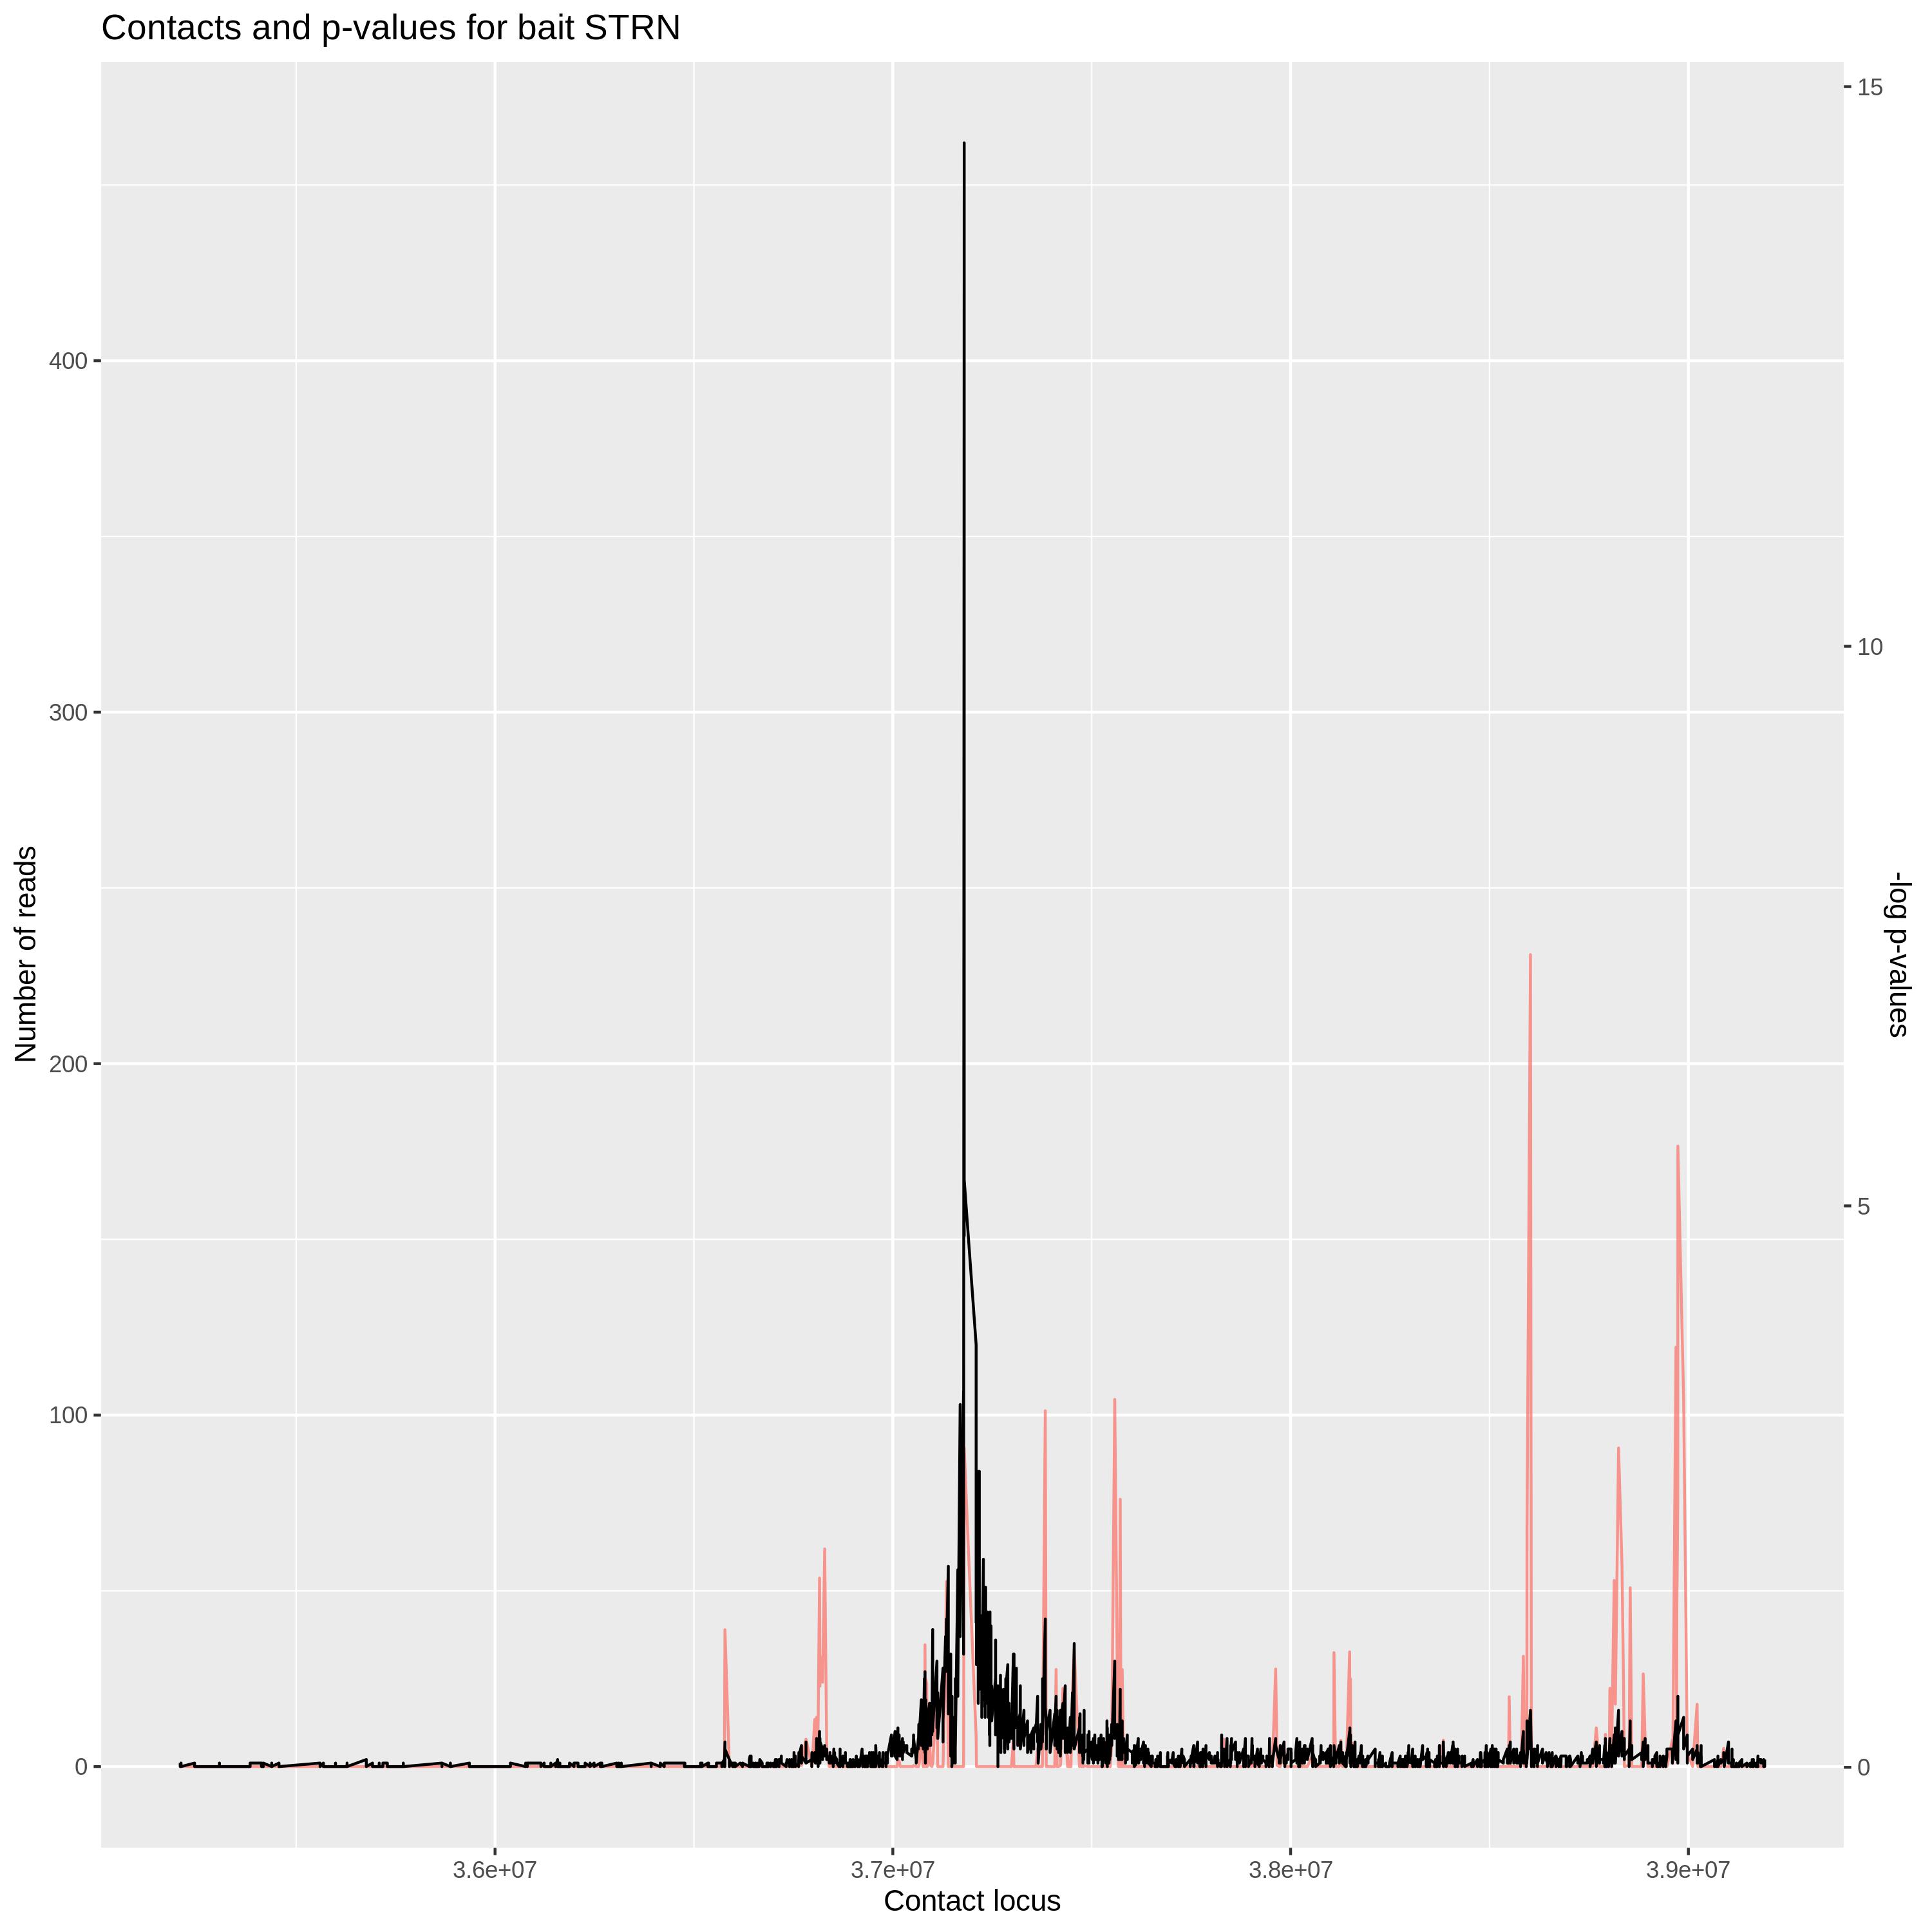 Contacts and p-values for bait STRN
15
10
5
0
-log p-values
400
300
200
100
0
Number of reads
3.6e+07
3.7e+07
3.8e+07
3.9e+07
Contact locus